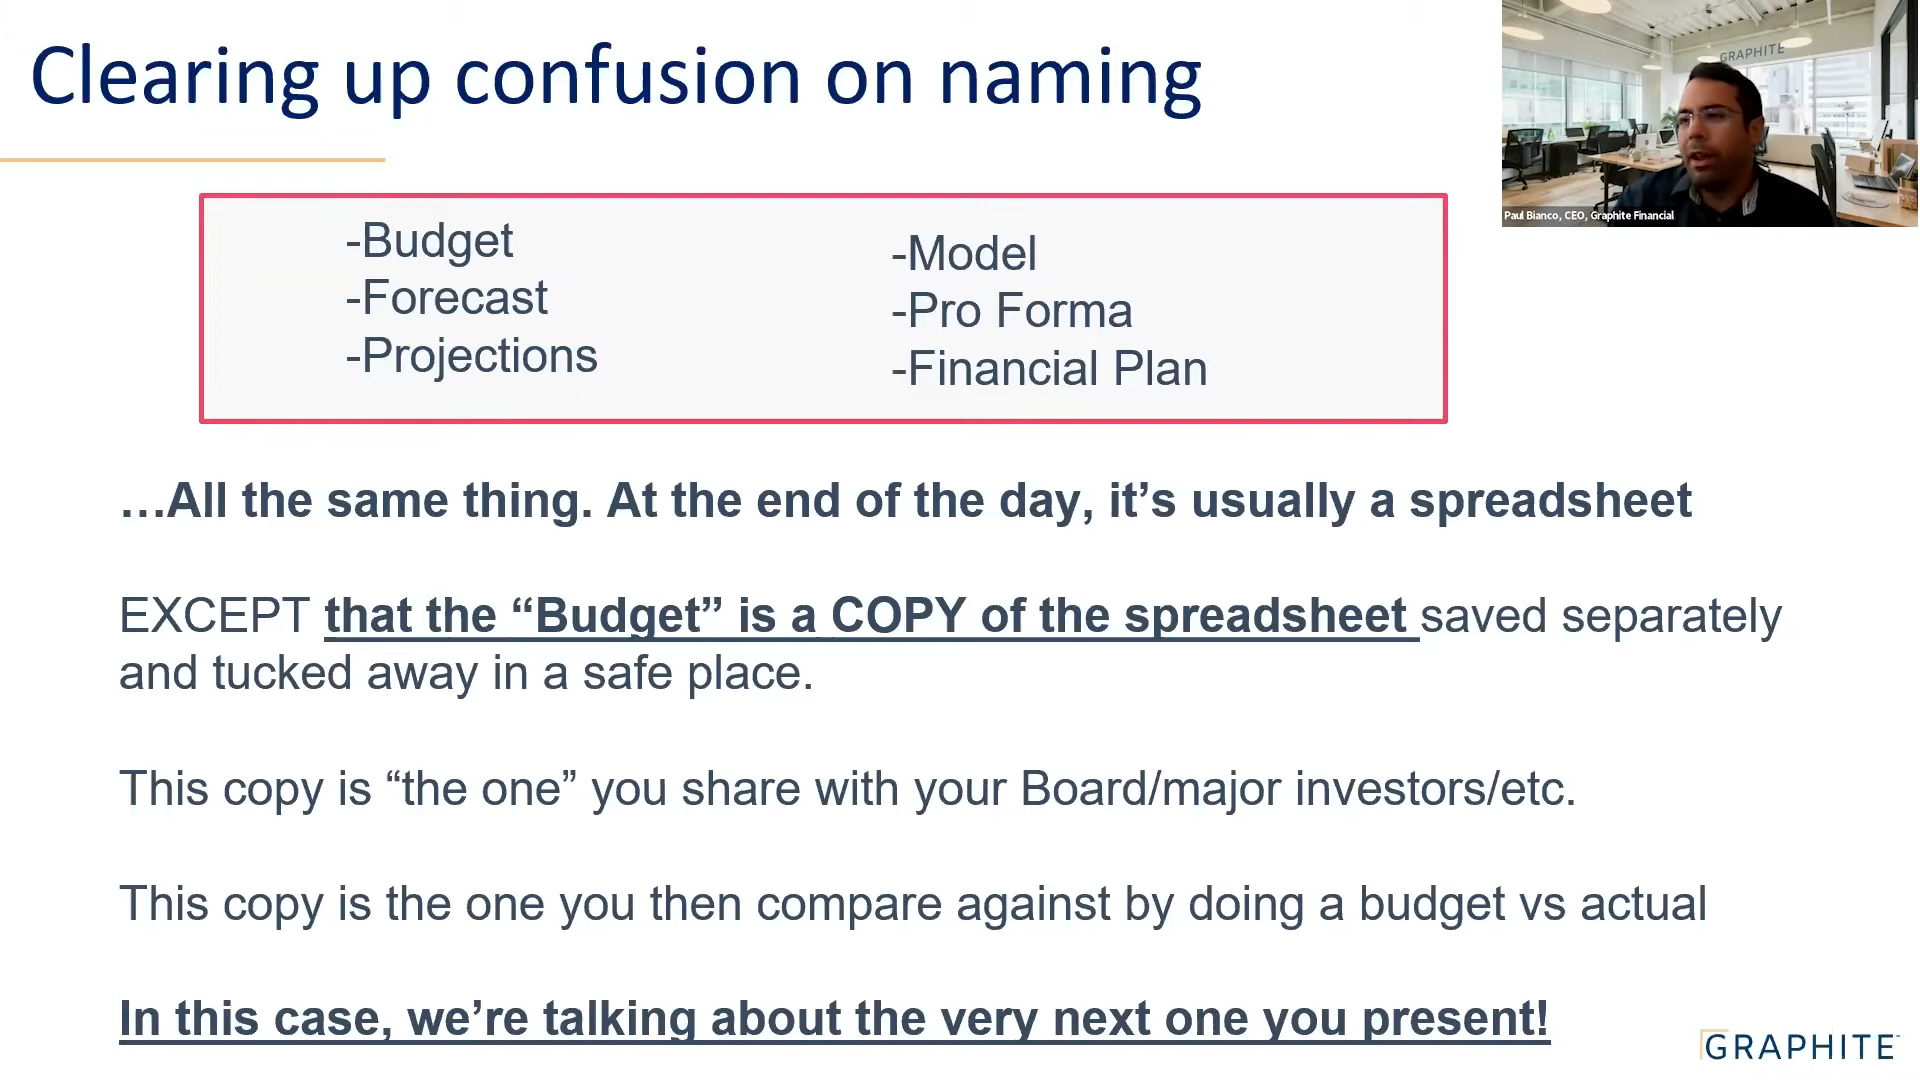 Clearing up confusion on naming
GRAPHITE
Paul Bianco, CEO, Graphite Financial
-Budget
-Forecast
-Projections
-Model
-Pro Forma
-Financial Plan
…All the same thing. At the end of the day, it’s usually a spreadsheet
EXCEPT that the “Budget” is a COPY of the spreadsheet saved separately
and tucked away in a safe place.
This copy is “the one” you share with your Board/major investors/etc.
This copy is the one you then compare against by doing a budget vs actual
In this case, we’re talking about the very next one you present!
GRAPHITE